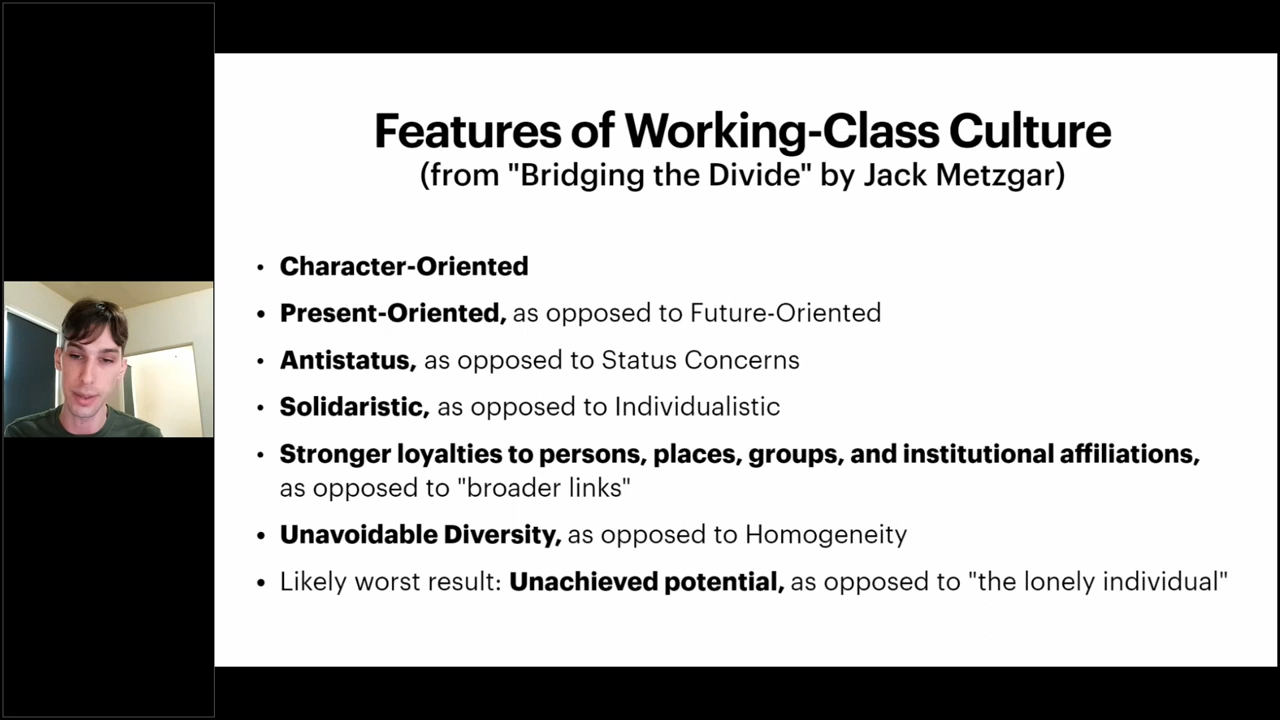 Features of Working-Class Culture
(from "Bridging the Divide" by Jack Metzgar)
• Character-Oriented
• Present-Oriented, as opposed to Future-Oriented
• Antistatus, as opposed to Status Concerns
• Solidaristic, as opposed to Individualistic
• Stronger loyalties to persons, places, groups, and institutional affiliations,
as opposed to "broader links"
• Unavoidable Diversity, as opposed to Homogeneity
• Likely worst result: Unachieved potential, as opposed to "the lonely individual"